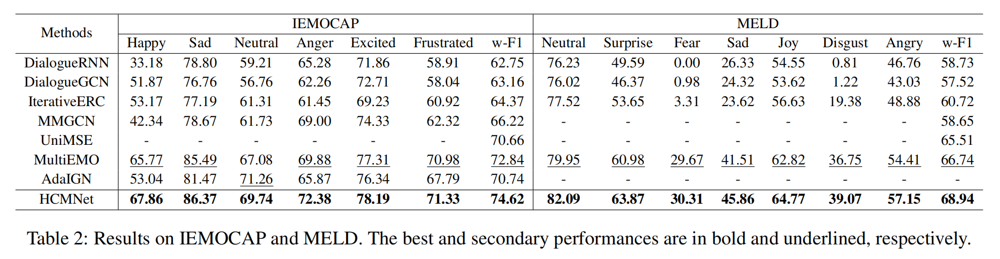 Methods IEMOCAP MELD
Happy Sad Neutral Anger Excited Frustrated w-F1 Neutral Surprise Fear Sad Joy Disgust Angry w-F1
DialogueRNN 33.18 78.80 59.21 65.28 71.86 58.91 62.75 76.23 49.59 0.00 26.33 54.55 0.81 46.76 58.73
DialogueGCN 51.87 76.76 56.76 62.26 72.71 58.04 63.16 76.02 46.37 0.98 24.32 53.62 1.22 43.03 57.52
IterativeERC 53.17 77.19 61.31 61.45 69.23 60.92 64.37 77.52 53.65 3.31 23.62 56.63 19.38 48.88 60.72
MMGCN 42.34 78.67 61.73 69.00 74.33 62.32 66.22 - - - - - - - 58.65
UniMSE - - - - - - 70.66 - - - - - - - 65.51
MultiEMO 65.77 85.49 67.08 69.88 77.31 70.98 72.84 79.95 60.98 29.67 41.51 62.82 36.75 54.41 66.74
AdaIGN 53.04 81.47 71.26 65.87 76.34 67.79 70.74 - - - - - - - -
HCMNet 67.86 86.37 69.74 72.38 78.19 71.33 74.62 82.09 63.87 30.31 45.86 64.77 39.07 57.15 68.94
Table 2: Results on IEMOCAP and MELD. The best and secondary performances are in bold and underlined, respectively.